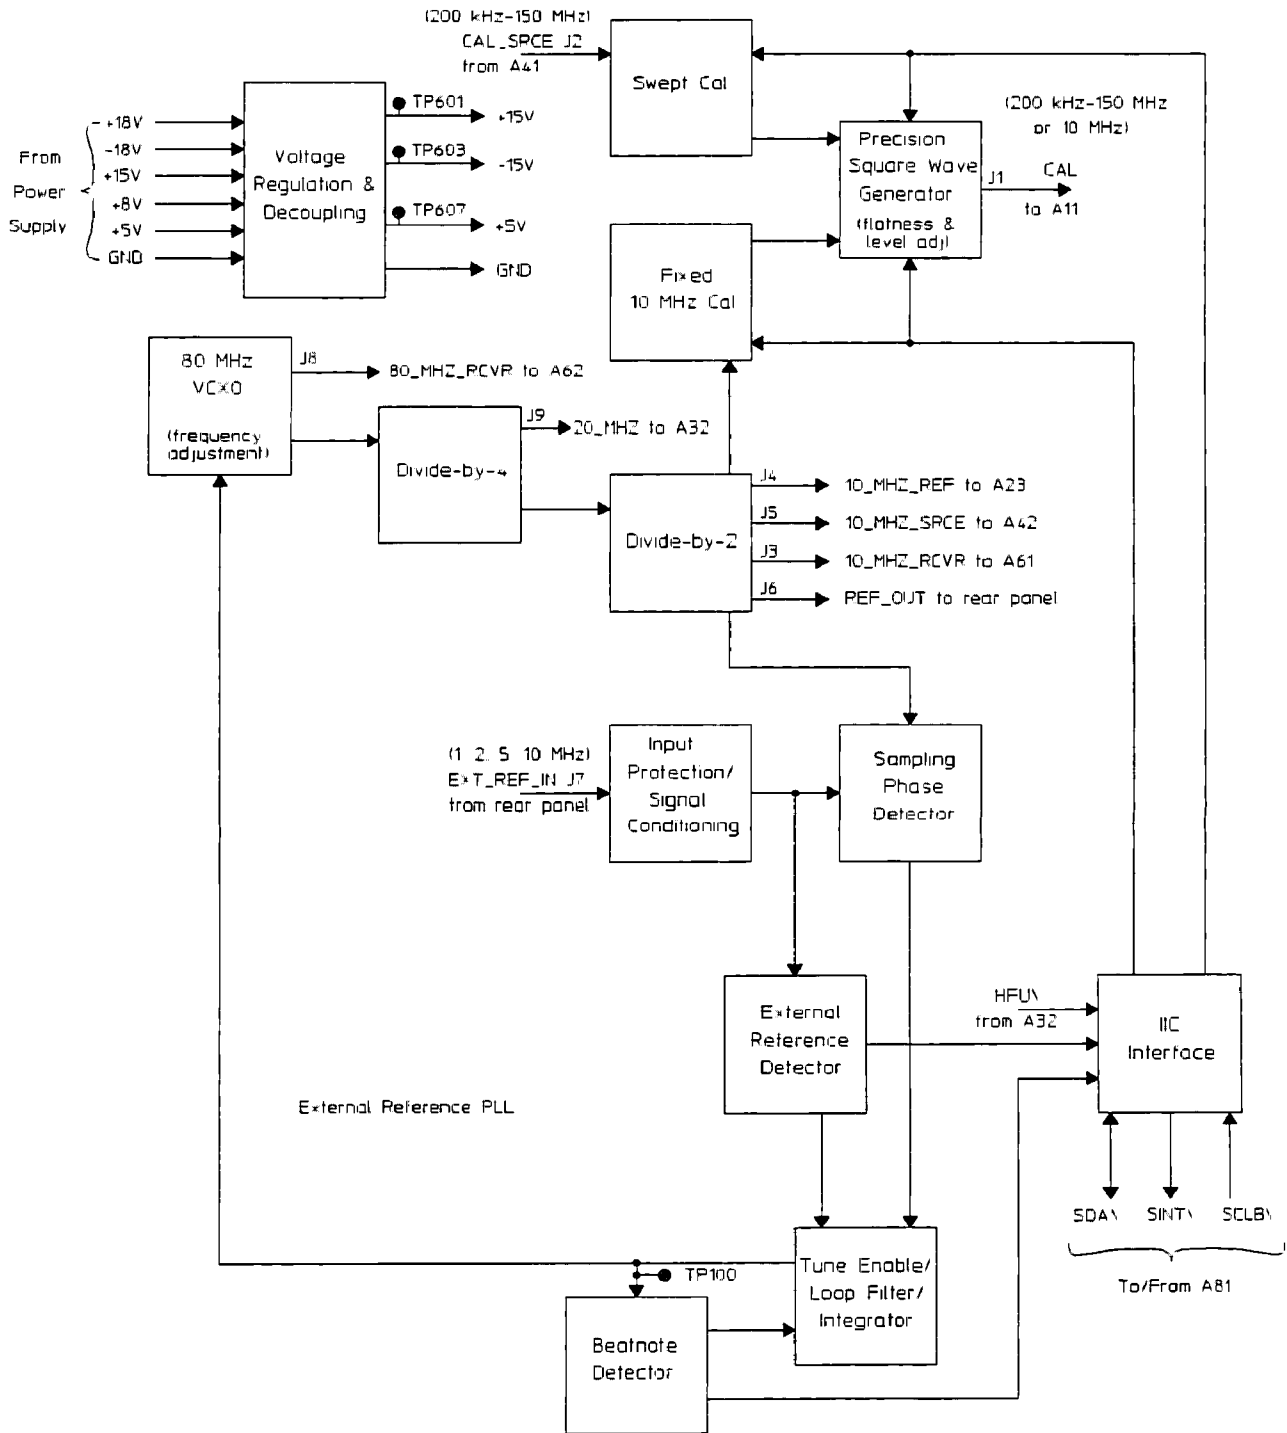 (200 kHz-150 MHz)
CAL_SRCE J2
from A41
Swept Cal
(200 kHz-150 MHz
or 10 MHz)
TP601
+15V
TP603
-15V
TP607
+5V
GND
From
Power
Supply
+18V
-18V
+15V
+8V
+5V
GND
Voltage
Regulation &
Decoupling
Precision
Square Wave
Generator
(flatness &
level adj)
J1
CAL
to A11
Fixed
10 MHz Cal
80 MHz
VCXO
(frequency
adjustment)
J8
80_MHZ_RCVR to A62
Divide-by-4
J9
20_MHZ to A32
Divide-by-2
J4
10_MHZ_REF to A23
J5
10_MHZ_SRCE to A42
J3
10_MHZ_RCVR to A61
J6
REF_OUT to rear panel
(1 2 5 10 MHz)
EXT_REF_IN J7
from rear panel
Input
Protection/
Signal
Conditioning
Sampling
Phase
Detector
External
Reference
Detector
HFU\
from A32
IIC
Interface
External Reference PLL
SDA\
SINT\
SCLB\
To/From A81
TP100
Tune Enable/
Loop Filter/
Integrator
Beatnote
Detector